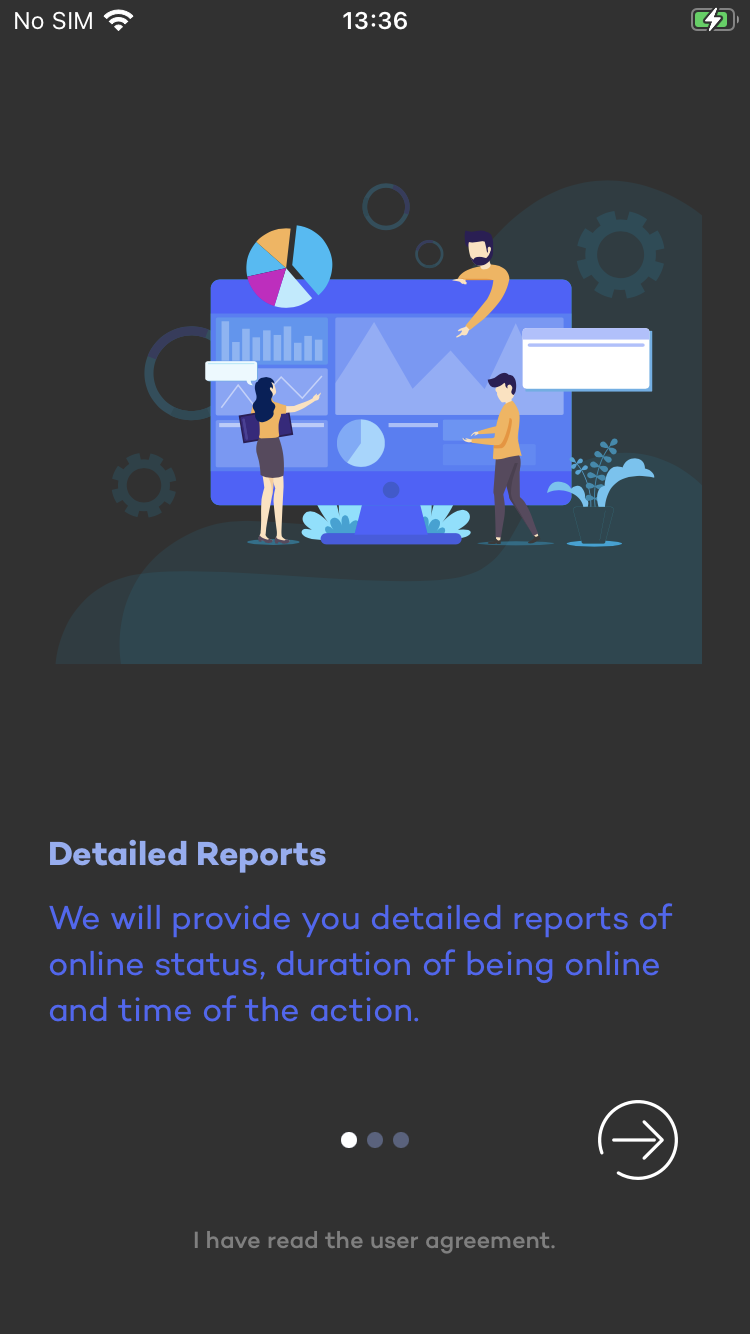 No SIM 13:36
Detailed Reports
We will provide you detailed reports of
online status, duration of being online
and time of the action.
I have read the user agreement.